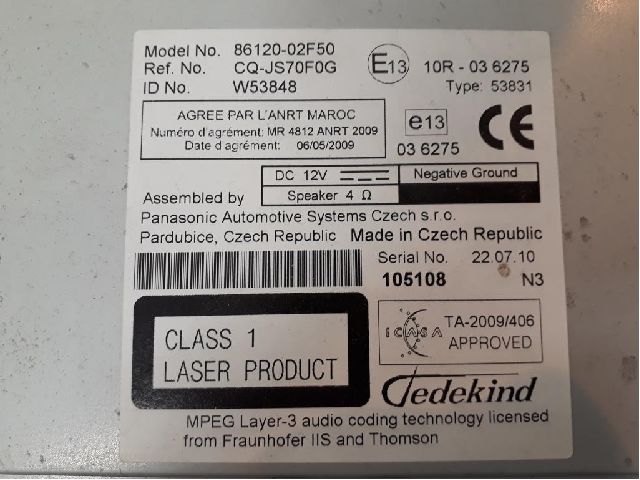 Model No. 86120-02F50
Ref. No. CQ-JS70F0G
ID No. W53848
E13 10R - 03 6275
Type: 53831
AGREE PAR L'ANRT MAROC
Numéro d'agrément: MR 4812 ANRT 2009
Date d'agrément: 06/05/2009
e13
03 6275
CE
DC 12V Negative Ground
Speaker 4 Ω
Assembled by
Panasonic Automotive Systems Czech s.r.o.
Pardubice, Czech Republic Made in Czech Republic
Serial No. 22.07.10
105108 N3
CLASS 1
LASER PRODUCT
ICASA TA-2009/406
APPROVED
Tedekind
MPEG Layer-3 audio coding technology licensed
from Fraunhofer IIS and Thomson